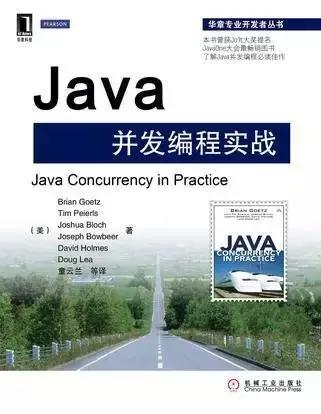 华章科技
PEARSON
华章专业开发者丛书
本书曾获Jolt大奖提名
JavaOne大会最畅销图书
了解Java并发编程必读佳作
Java
并发编程实战
Java Concurrency in Practice
(美)
Brian Goetz
Tim Peierls
Joshua Bloch
Joseph Bowbeer
David Holmes
Doug Lea
著
童云兰 等译
BRIAN GOETZ
JAVA
CONCURRENCY
IN PRACTICE
机械工业出版社
China Machine Press